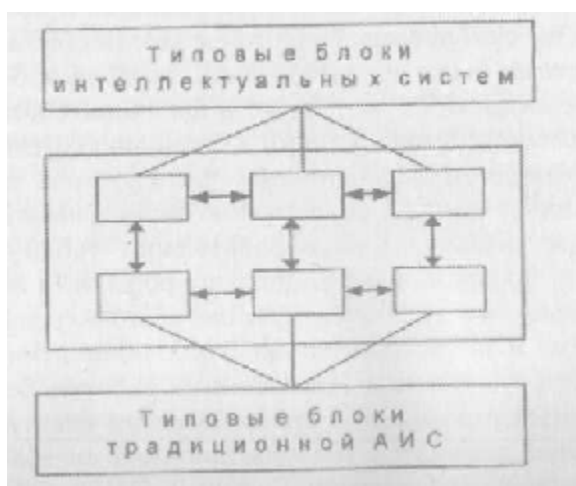 Типовые блоки
интеллектуальных систем
Типовые блоки
традиционной АИС